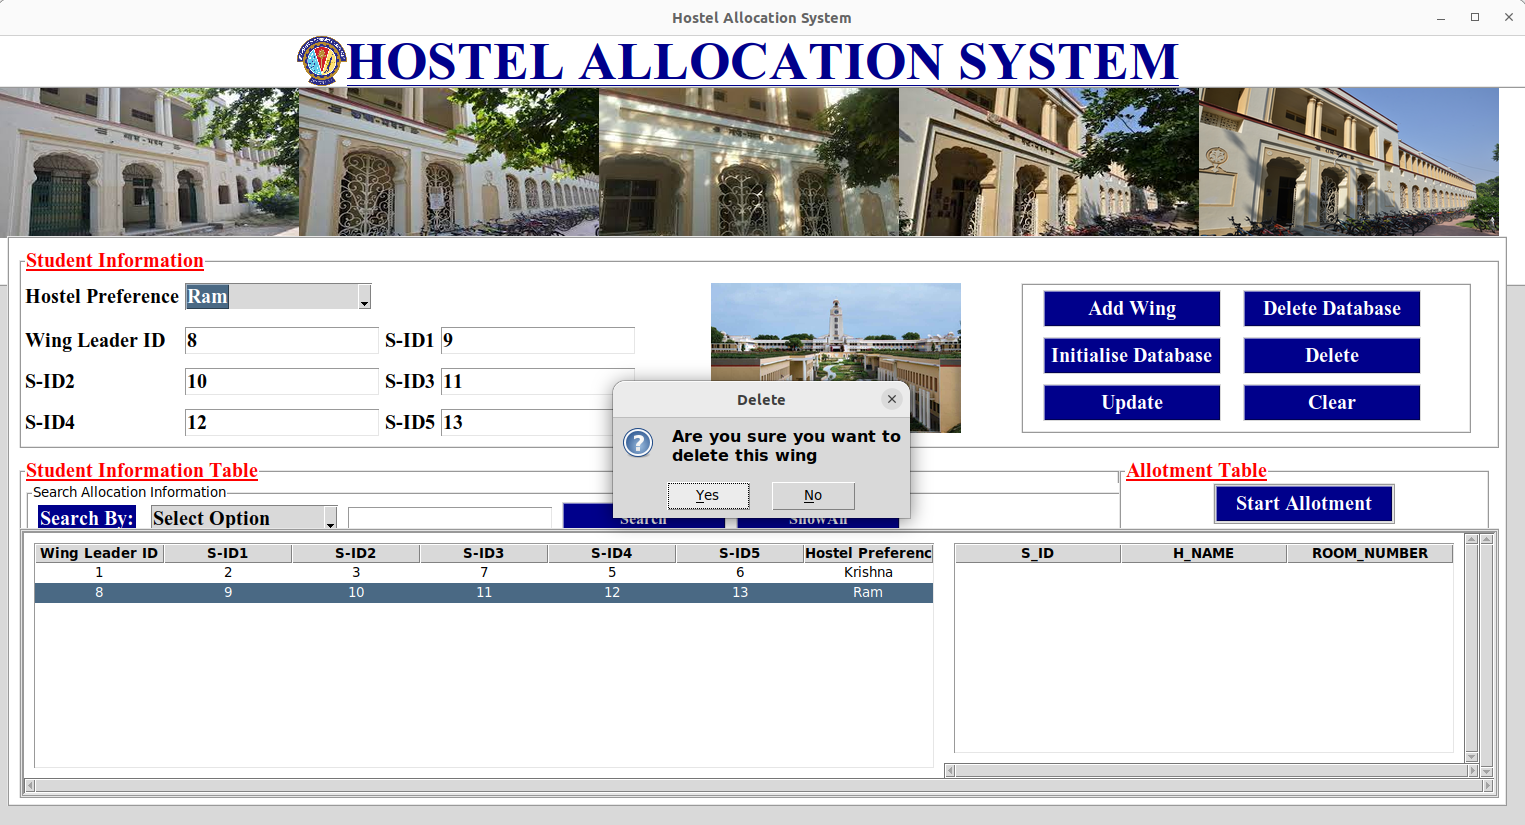 Hostel Allocation System
HOSTEL ALLOCATION SYSTEM
Student Information
Hostel Preference Ram
Wing Leader ID 8 S-ID1 9
S-ID2 10 S-ID3 11
S-ID4 12 S-ID5 13
Add Wing Delete Database
Initialise Database Delete
Update Clear
Delete
Are you sure you want to
delete this wing
Yes No
Student Information Table
Search Allocation Information
Search By: Select Option Search ShowAll
Allotment Table
Start Allotment
Wing Leader ID S-ID1 S-ID2 S-ID3 S-ID4 S-ID5 Hostel Preferenc
1 2 3 7 5 6 Krishna
8 9 10 11 12 13 Ram
S_ID H_NAME ROOM_NUMBER